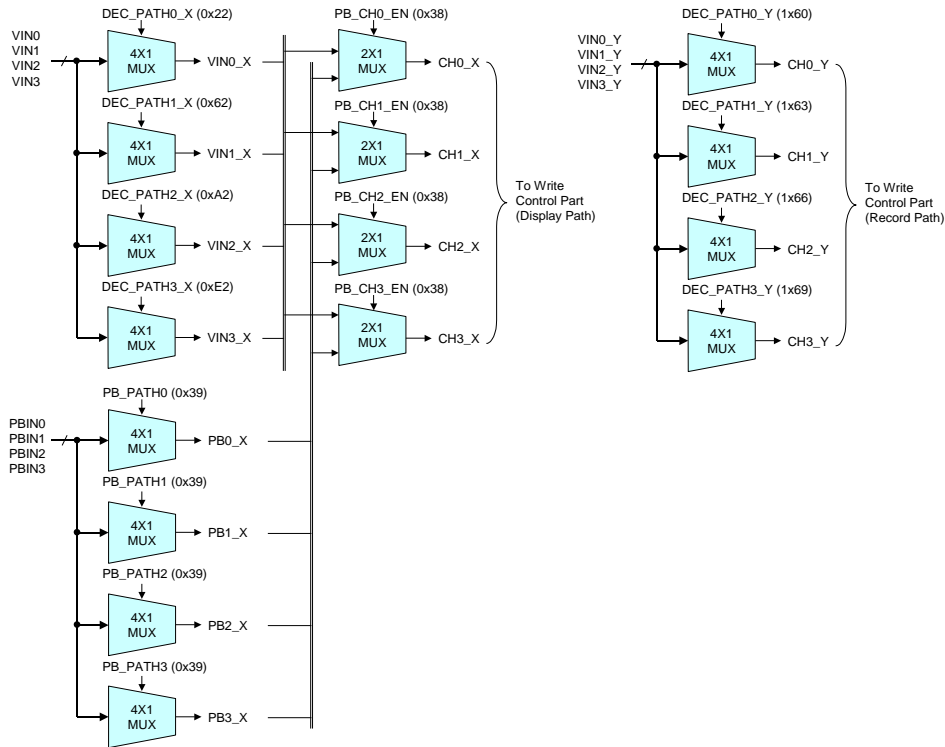 DEC_PATH0_X (0x22)
VIN0
VIN1
VIN2
VIN3
4X1
MUX
VIN0_X
DEC_PATH1_X (0x62)
4X1
MUX
VIN1_X
DEC_PATH2_X (0xA2)
4X1
MUX
VIN2_X
DEC_PATH3_X (0xE2)
4X1
MUX
VIN3_X
PB_CH0_EN (0x38)
2X1
MUX
CH0_X
PB_CH1_EN (0x38)
2X1
MUX
CH1_X
PB_CH2_EN (0x38)
2X1
MUX
CH2_X
PB_CH3_EN (0x38)
2X1
MUX
CH3_X
To Write
Control Part
(Display Path)
DEC_PATH0_Y (1x60)
VIN0_Y
VIN1_Y
VIN2_Y
VIN3_Y
4X1
MUX
CH0_Y
DEC_PATH1_Y (1x63)
4X1
MUX
CH1_Y
DEC_PATH2_Y (1x66)
4X1
MUX
CH2_Y
DEC_PATH3_Y (1x69)
4X1
MUX
CH3_Y
To Write
Control Part
(Record Path)
PB_PATH0 (0x39)
PBIN0
PBIN1
PBIN2
PBIN3
4X1
MUX
PB0_X
PB_PATH1 (0x39)
4X1
MUX
PB1_X
PB_PATH2 (0x39)
4X1
MUX
PB2_X
PB_PATH3 (0x39)
4X1
MUX
PB3_X